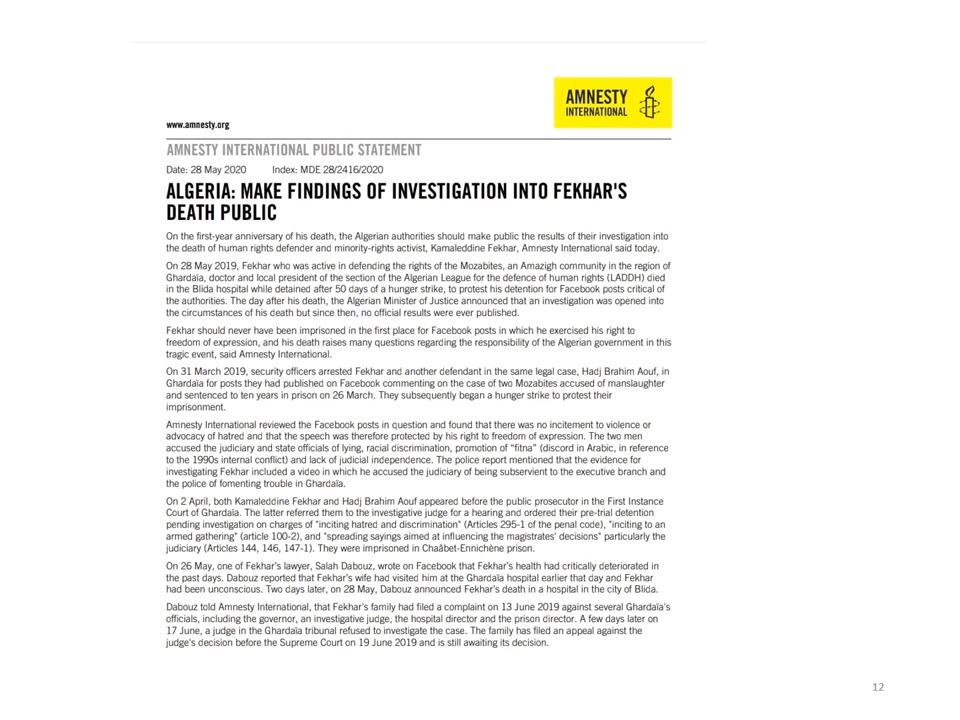 AMNESTY
INTERNATIONAL
www.amnesty.org
AMNESTY INTERNATIONAL PUBLIC STATEMENT
Date: 28 May 2020 Index: MDE 28/2416/2020
ALGERIA: MAKE FINDINGS OF INVESTIGATION INTO FEKHAR'S
DEATH PUBLIC
On the first-year anniversary of his death, the Algerian authorities should make public the results of their investigation into
the death of human rights defender and minority-rights activist, Kamaleddine Fekhar, Amnesty International said today.
On 28 May 2019, Fekhar who was active in defending the rights of the Mozabites, an Amazigh community in the region of
Ghardaïa, doctor and local president of the section of the Algerian League for the defence of human rights (LADDH) died
in the Blida hospital while detained after 50 days of a hunger strike, to protest his detention for Facebook posts critical of
the authorities. The day after his death, the Algerian Minister of Justice announced that an investigation was opened into
the circumstances of his death but since then, no official results were ever published.
Fekhar should never have been imprisoned in the first place for Facebook posts in which he exercised his right to
freedom of expression, and his death raises many questions regarding the responsibility of the Algerian government in this
tragic event, said Amnesty International.
On 31 March 2019, security officers arrested Fekhar and another defendant in the same legal case, Hadj Brahim Aouf, in
Ghardaïa for posts they had published on Facebook commenting on the case of two Mozabites accused of manslaughter
and sentenced to ten years in prison on 26 March. They subsequently began a hunger strike to protest their
imprisonment.
Amnesty International reviewed the Facebook posts in question and found that there was no incitement to violence or
advocacy of hatred and that the speech was therefore protected by his right to freedom of expression. The two men
accused the judiciary and state officials of lying, racial discrimination, promotion of “fitna” (discord in Arabic, in reference
to the 1990s internal conflict) and lack of judicial independence. The police report mentioned that the evidence for
investigating Fekhar included a video in which he accused the judiciary of being subservient to the executive branch and
the police of fomenting trouble in Ghardaïa.
On 2 April, both Kamaleddine Fekhar and Hadj Brahim Aouf appeared before the public prosecutor in the First Instance
Court of Ghardaïa. The latter referred them to the investigative judge for a hearing and ordered their pre-trial detention
pending investigation on charges of "inciting hatred and discrimination" (Articles 295-1 of the penal code), "inciting to an
armed gathering" (article 100-2), and "spreading sayings aimed at influencing the magistrates' decisions" particularly the
judiciary (Articles 144, 146, 147-1). They were imprisoned in Chaâbet-Ennichène prison.
On 26 May, one of Fekhar's lawyer, Salah Dabouz, wrote on Facebook that Fekhar's health had critically deteriorated in
the past days. Dabouz reported that Fekhar's wife had visited him at the Ghardaïa hospital earlier that day and Fekhar
had been unconscious. Two days later, on 28 May, Dabouz announced Fekhar's death in a hospital in the city of Blida.
Dabouz told Amnesty International, that Fekhar's family had filed a complaint on 13 June 2019 against several Ghardaïa's
officials, including the governor, an investigative judge, the hospital director and the prison director. A few days later on
17 June, a judge in the Ghardaïa tribunal refused to investigate the case. The family has filed an appeal against the
judge's decision before the Supreme Court on 19 June 2019 and is still awaiting its decision.
12